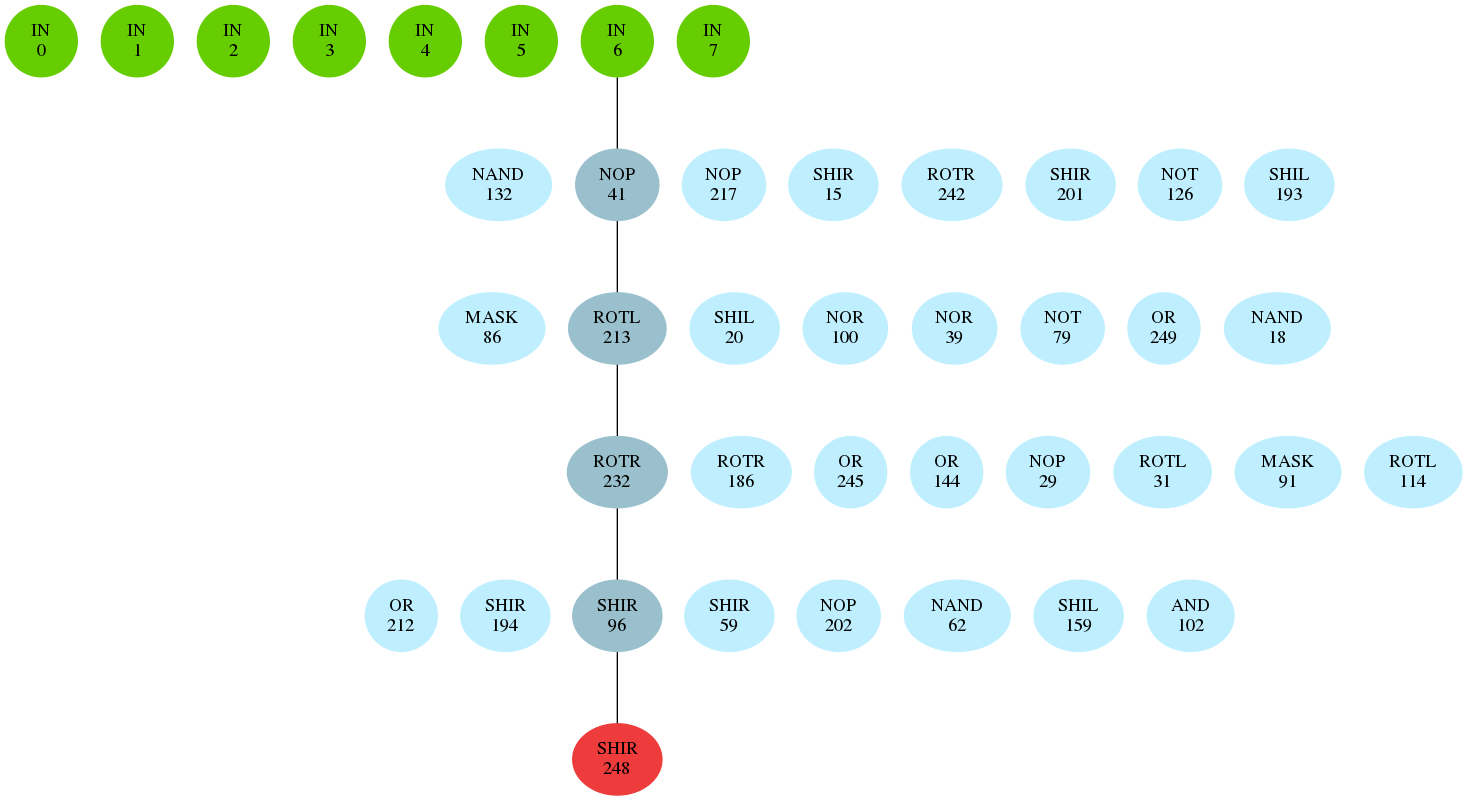 IN
0
IN
1
IN
2
IN
3
IN
4
IN
5
IN
6
IN
7
NAND
132
NOP
41
NOP
217
SHIR
15
ROTR
242
SHIR
201
NOT
126
SHIL
193
MASK
86
ROTL
213
SHIL
20
NOR
100
NOR
39
NOT
79
OR
249
NAND
18
ROTR
232
ROTR
186
OR
245
OR
144
NOP
29
ROTL
31
MASK
91
ROTL
114
OR
212
SHIR
194
SHIR
96
SHIR
59
NOP
202
NAND
62
SHIL
159
AND
102
SHIR
248